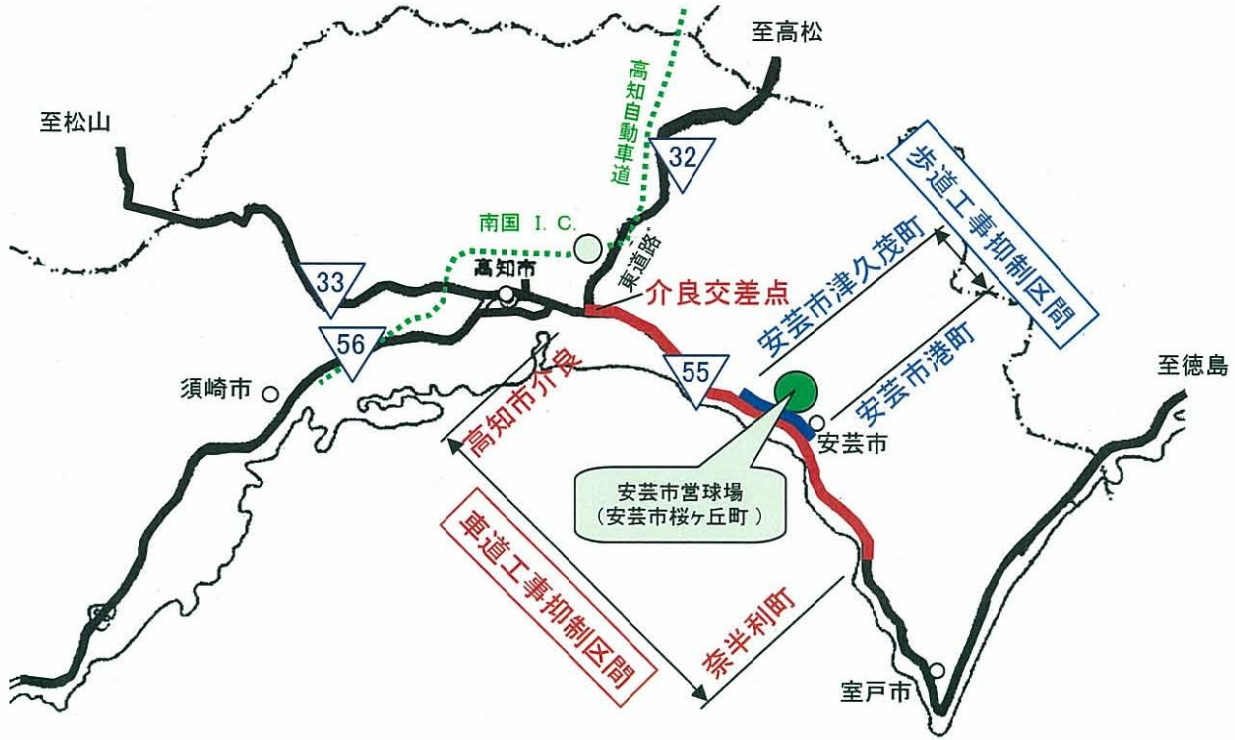 至高松
至松山
高知自動車道
32
歩道工事抑制区間
南国 I. C.
東道路
安芸市津久茂町
高知市
33
介良交差点
56
55
安芸市港町
至徳島
須崎市
高知市介良
安芸市
安芸市営球場
(安芸市桜ヶ丘町)
車道工事抑制区間
奈半利町
室戸市